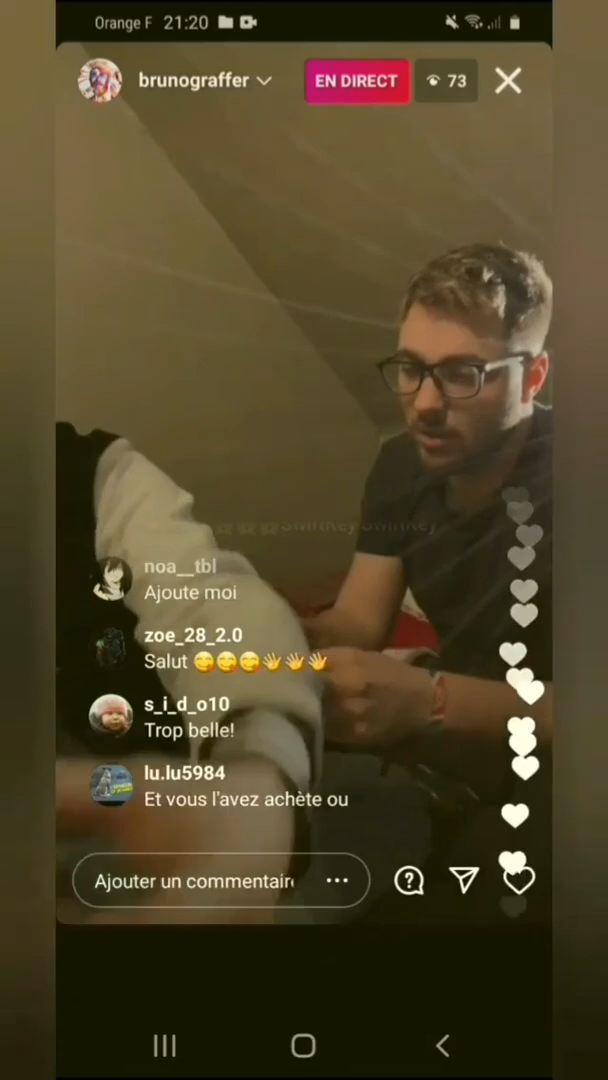 Orange F 21:20
brunograffer
EN DIRECT
73
noa__tbl
Ajoute moi
zoe_28_2.0
Salut 😋😋😋👋👋👋
s_i_d_o10
Trop belle!
lu.lu5984
Et vous l'avez achète ou
Ajouter un commentair